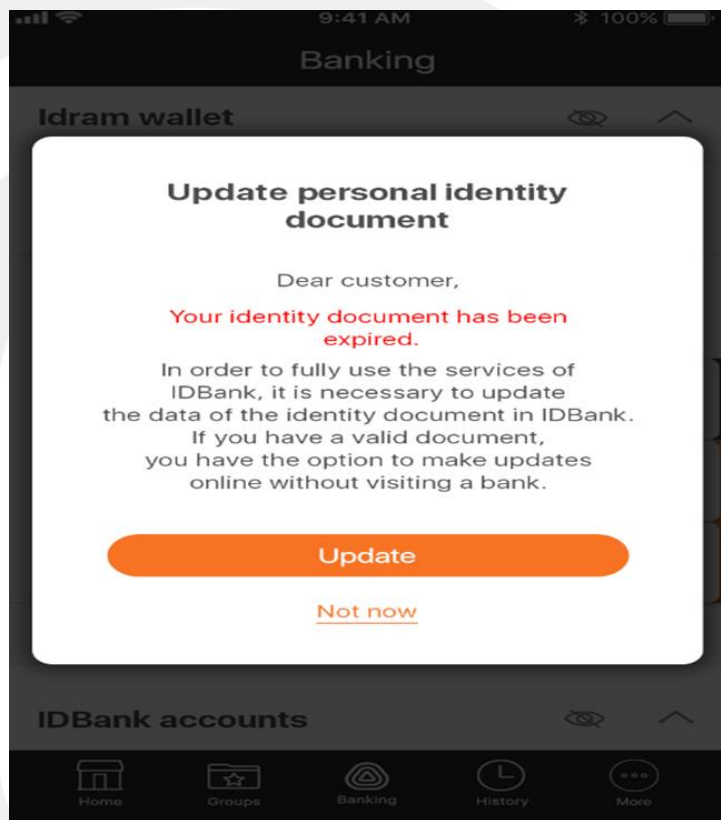 9:41 AM
100%
Banking
Idram wallet
Update personal identity
document
Dear customer,
Your identity document has been
expired.
In order to fully use the services of
IDBank, it is necessary to update
the data of the identity document in IDBank.
If you have a valid document,
you have the option to make updates
online without visiting a bank.
Update
Not now
IDBank accounts
Home
Groups
Banking
History
More